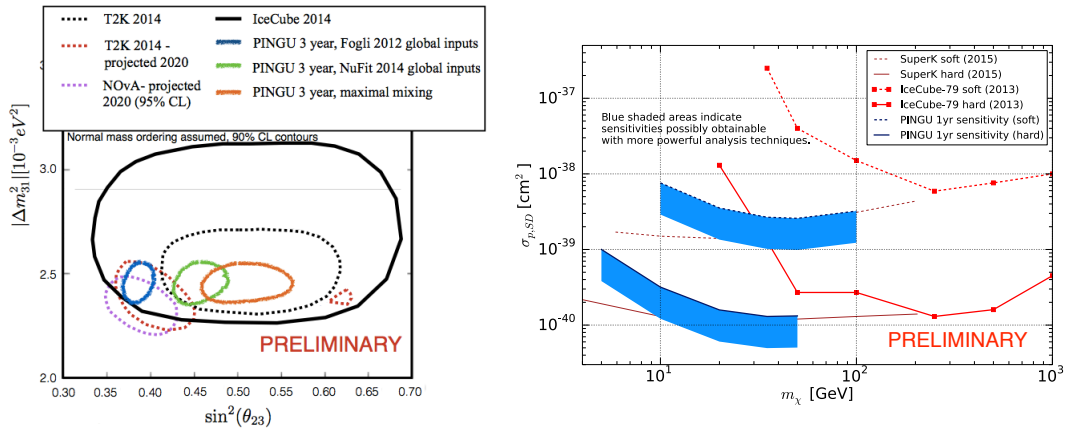 T2K 2014
T2K 2014 -
projected 2020
NOvA- projected
2020 (95% CL)
IceCube 2014
PINGU 3 year, Fogli 2012 global inputs
PINGU 3 year, NuFit 2014 global inputs
PINGU 3 year, maximal mixing
Normal mass ordering assumed, 90% CL contours
|Δm²₃₁|[10⁻³eV²]
3.0
2.5
2.0
PRELIMINARY
0.30
0.35
0.40
0.45
0.50
0.55
0.60
0.65
0.70
sin²(θ₂₃)
SuperK soft (2015)
SuperK hard (2015)
IceCube-79 soft (2013)
IceCube-79 hard (2013)
PINGU 1yr sensitivity (soft)
PINGU 1yr sensitivity (hard)
Blue shaded areas indicate
sensitivities possibly obtainable
with more powerful analysis techniques.
σp,SD [cm²]
10⁻³⁷
10⁻³⁸
10⁻³⁹
10⁻⁴⁰
PRELIMINARY
10¹
10²
10³
mχ [GeV]